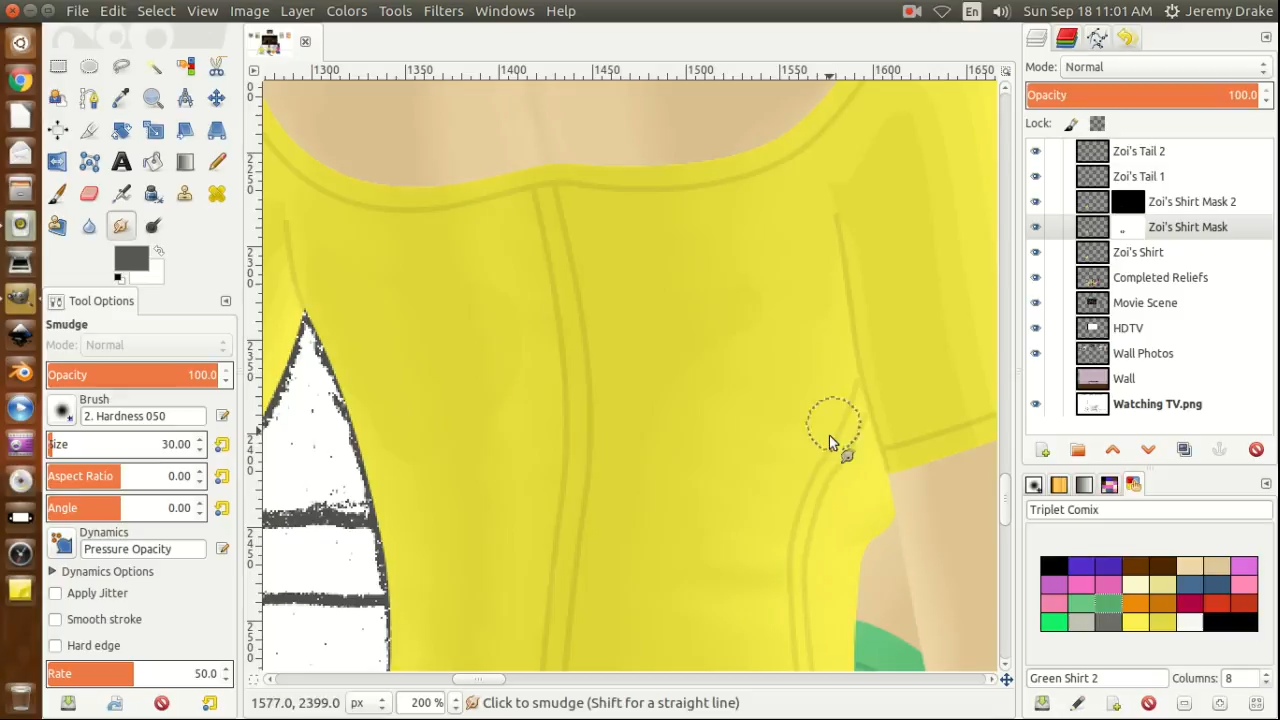 File Edit Select View Image Layer Colors Tools Filters Windows Help
En Sun Sep 18 11:01 AM Jeremy Drake
1300 1350 1400 1450 1500 1550 1600 1650
Mode: Normal
Opacity 100.0
Lock:
Zoi's Tail 2
Zoi's Tail 1
Zoi's Shirt Mask 2
Zoi's Shirt Mask
Zoi's Shirt
Completed Reliefs
Movie Scene
HDTV
Wall Photos
Wall
Watching TV.png
Tool Options
Smudge
Mode: Normal
Opacity 100.0
Brush
2. Hardness 050
Size 30.00
Aspect Ratio 0.00
Angle 0.00
Dynamics
Pressure Opacity
Dynamics Options
Apply Jitter
Smooth stroke
Hard edge
Rate 50.0
Triplet Comix
Green Shirt 2 Columns: 8
1577.0, 2399.0 px 200 % Click to smudge (Shift for a straight line)